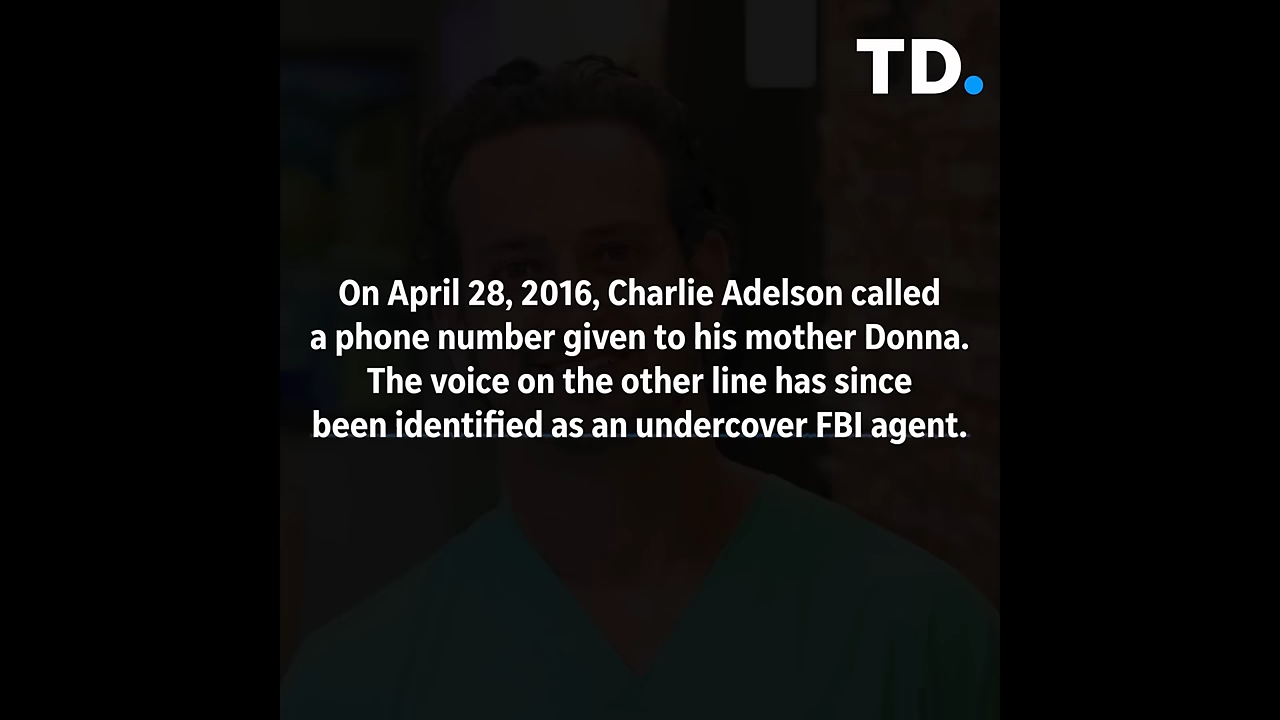 TD.
On April 28, 2016, Charlie Adelson called
a phone number given to his mother Donna.
The voice on the other line has since
been identified as an undercover FBI agent.